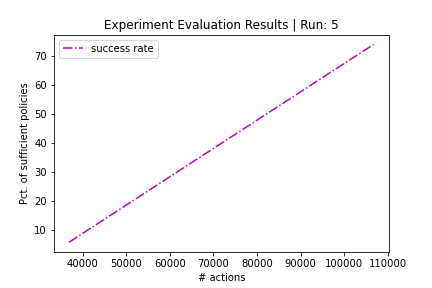 Experiment Evaluation Results | Run: 5
success rate
Pct. of sufficient policies
70
60
50
40
30
20
10
40000 50000 60000 70000 80000 90000 100000 110000
# actions